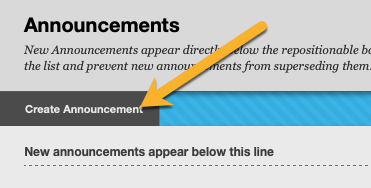 Announcements
New Announcements appear directly below the repositionable
the list and prevent new announcements from superseding them
Create Announcement
New announcements appear below this line